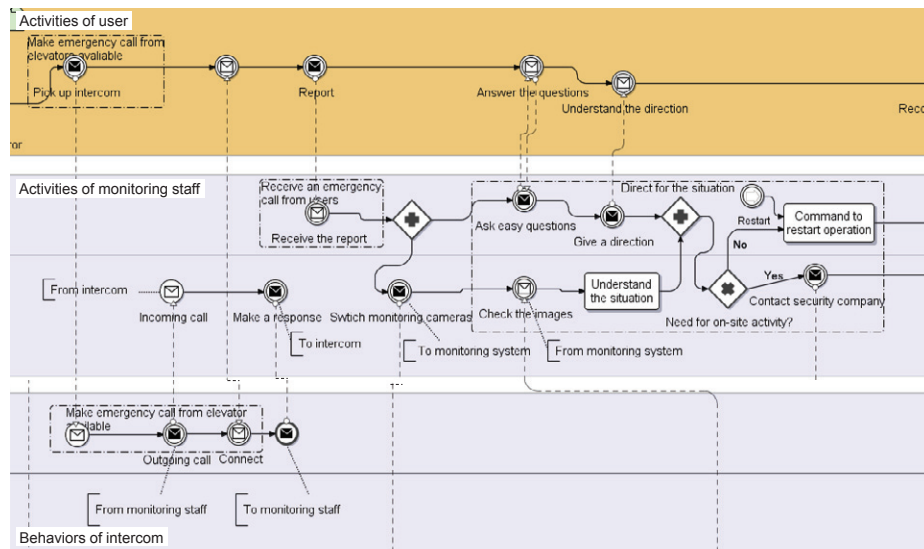 Activities of user
Make emergency call from
elevators avaliable
Pick up intercom
Report
Answer the questions
Understand the direction
Reco
ror
Activities of monitoring staff
Receive an emergency
call from users
Receive the report
Direct for the situation
Ask easy questions
Give a direction
Restart
Command to
restart operation
No
Yes
From intercom
Incoming call
Make a response
Swtich monitoring cameras
Check the images
Understand
the situation
Contact security company
Need for on-site activity?
To intercom
To monitoring system
From monitoring system
Make emergency call from elevator
available
Outgoing call
Connect
From monitoring staff
To monitoring staff
Behaviors of intercom